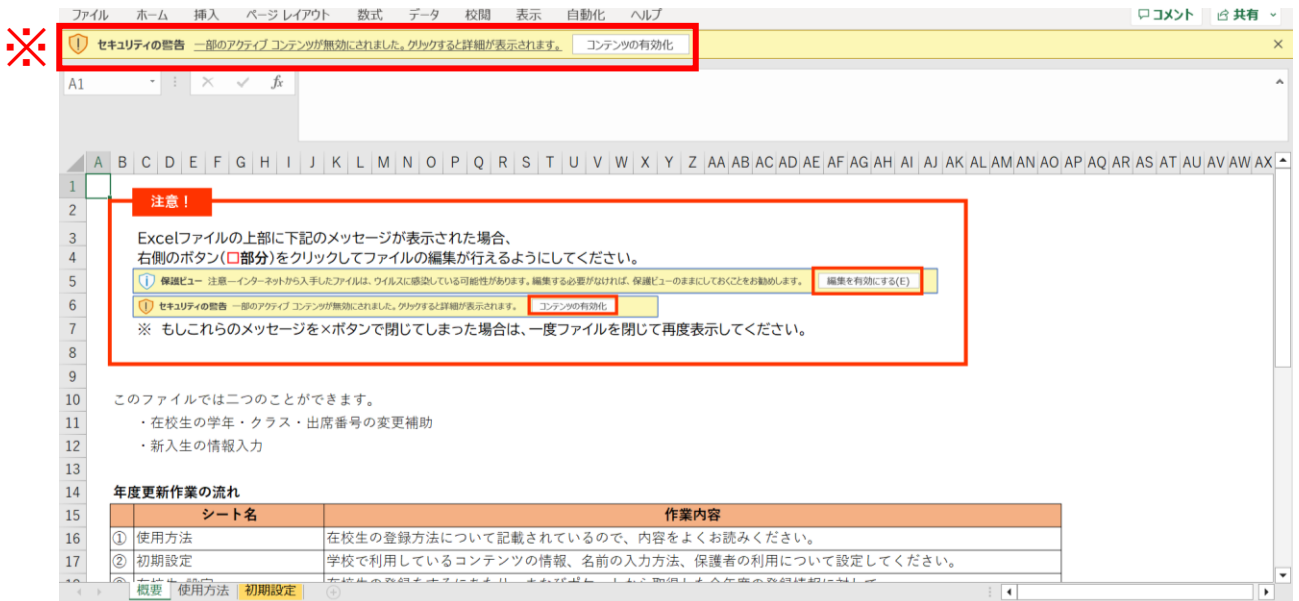 ファイル ホーム 挿入 ページ レイアウト 数式 データ 校閲 表示 自動化 ヘルプ コメント 共有
※ セキュリティの警告 一部のアクティブ コンテンツが無効にされました。クリックすると詳細が表示されます。 コンテンツの有効化 ×
A1 fx
A B C D E F G H I J K L M N O P Q R S T U V W X Y Z AA AB AC AD AE AF AG AH AI AJ AK AL AM AN AO AP AQ AR AS AT AU AV AW AX
1
注意!
2
3 Excelファイルの上部に下記のメッセージが表示された場合、
4 右側のボタン(□部分)をクリックしてファイルの編集が行えるようにしてください。
5 保護ビュー 注意―インターネットから入手したファイルは、ウイルスに感染している可能性があります。編集する必要がなければ、保護ビューのままにしておくことをお勧めします。 編集を有効にする(E)
6 セキュリティの警告 一部のアクティブ コンテンツが無効にされました。クリックすると詳細が表示されます。 コンテンツの有効化
7 ※ もしこれらのメッセージを×ボタンで閉じてしまった場合は、一度ファイルを閉じて再度表示してください。
8
9
10 このファイルでは二つのことができます。
11 ・在校生の学年・クラス・出席番号の変更補助
12 ・新入生の情報入力
13
14 年度更新作業の流れ
15 シート名 作業内容
16 ① 使用方法 在校生の登録方法について記載されているので、内容をよくお読みください。
17 ② 初期設定 学校で利用しているコンテンツの情報、名前の入力方法、保護者の利用について設定してください。
概要 使用方法 初期設定